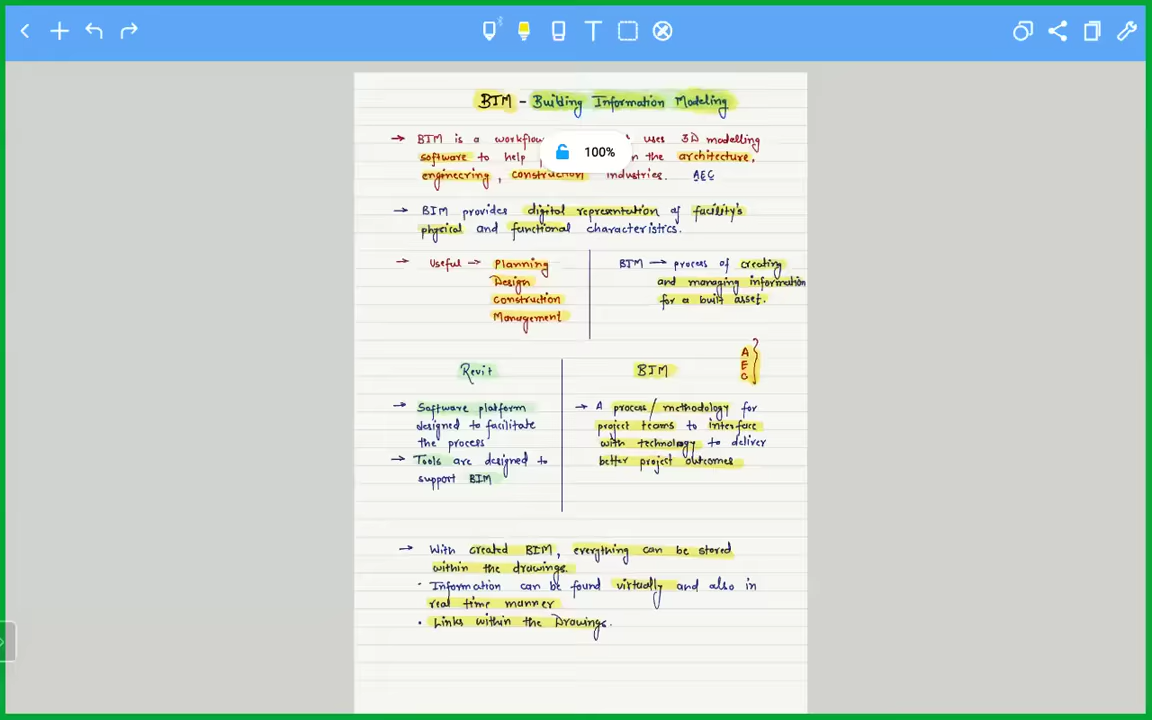 BIM - Building Information Modeling
100%
→ BIM is a workflow uses 3D modelling
software to help in the architecture,
engineering, construction industries. AEC
→ BIM provides digital representation of facility's
physical and functional characteristics.
→ Useful → Planning
Design
Construction
Management
BIM → process of creating
and managing information
for a built asset.
A
E
C
Revit
→ Software platform
designed to facilitate
the process
→ Tools are designed to
support BIM
BIM
→ A process/methodology for
project teams to interface
with technology to deliver
better project outcomes
→ With created BIM, everything can be stored
within the drawings.
· Information can be found virtually and also in
real time manner
· Links within the Drawings.